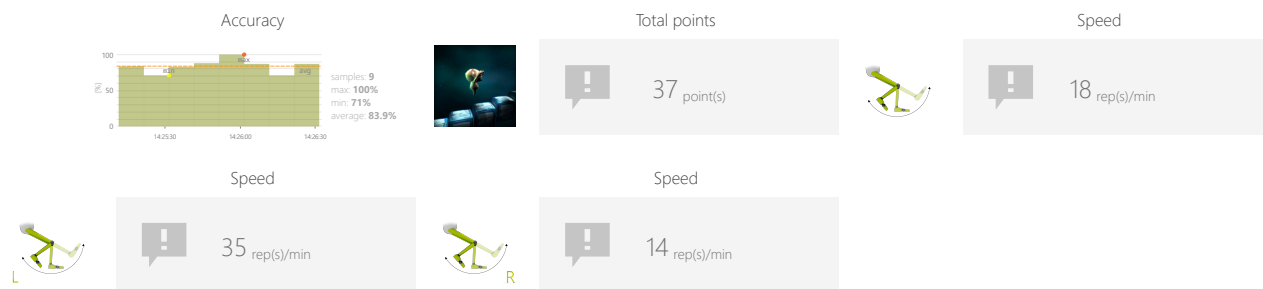 Accuracy
Total points
Speed
100
50
0
(%)
min
max
avg
14:25:30
14:26:00
14:26:30
samples: 9
max: 100%
min: 71%
average: 83.9%
37 point(s)
18 rep(s)/min
Speed
Speed
L
35 rep(s)/min
R
14 rep(s)/min